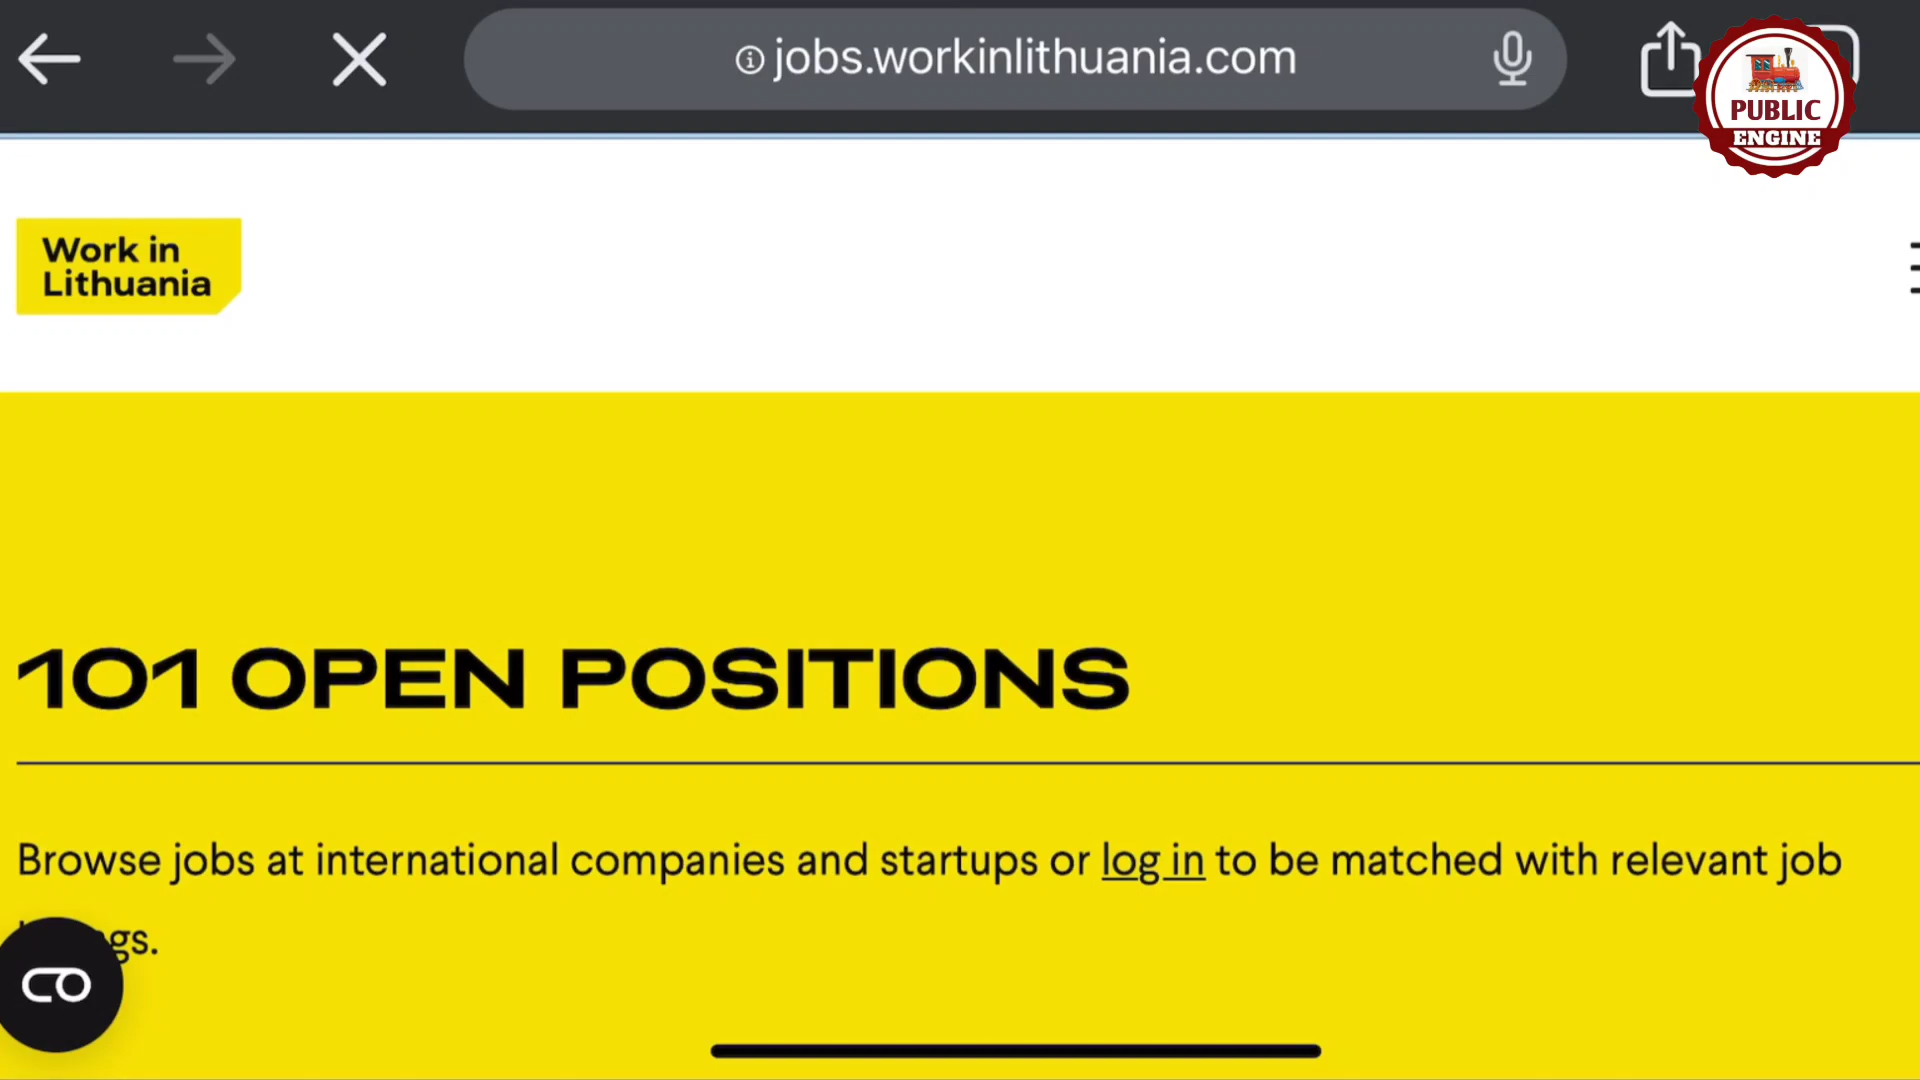 jobs.workinlithuania.com
PUBLIC
ENGINE
Work in
Lithuania
101 OPEN POSITIONS
Browse jobs at international companies and startups or log in to be matched with relevant job